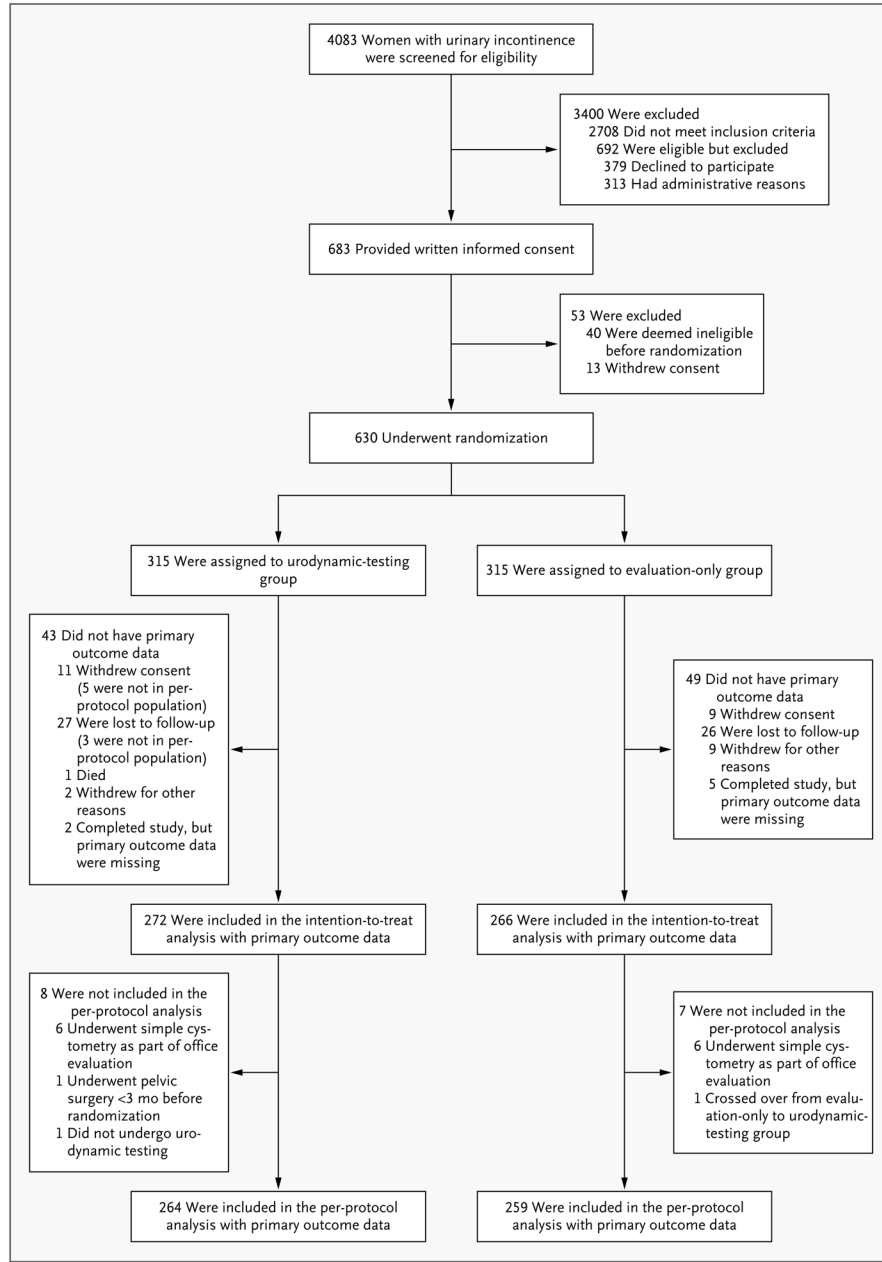 4083 Women with urinary incontinence
were screened for eligibility
3400 Were excluded
2708 Did not meet inclusion criteria
692 Were eligible but excluded
379 Declined to participate
313 Had administrative reasons
683 Provided written informed consent
53 Were excluded
40 Were deemed ineligible
before randomization
13 Withdrew consent
630 Underwent randomization
315 Were assigned to urodynamic-testing
group
315 Were assigned to evaluation-only group
43 Did not have primary
outcome data
11 Withdrew consent
(5 were not in per-
protocol population)
27 Were lost to follow-up
(3 were not in per-
protocol population)
1 Died
2 Withdrew for other
reasons
2 Completed study, but
primary outcome data
were missing
49 Did not have primary
outcome data
9 Withdrew consent
26 Were lost to follow-up
9 Withdrew for other
reasons
5 Completed study, but
primary outcome data
were missing
272 Were included in the intention-to-treat
analysis with primary outcome data
266 Were included in the intention-to-treat
analysis with primary outcome data
8 Were not included in the
per-protocol analysis
6 Underwent simple cys-
tometry as part of office
evaluation
1 Underwent pelvic
surgery <3 mo before
randomization
1 Did not undergo uro-
dynamic testing
7 Were not included in the
per-protocol analysis
6 Underwent simple cys-
tometry as part of office
evaluation
1 Crossed over from evalu-
ation-only to urodynamic-
testing group
264 Were included in the per-protocol
analysis with primary outcome data
259 Were included in the per-protocol
analysis with primary outcome data